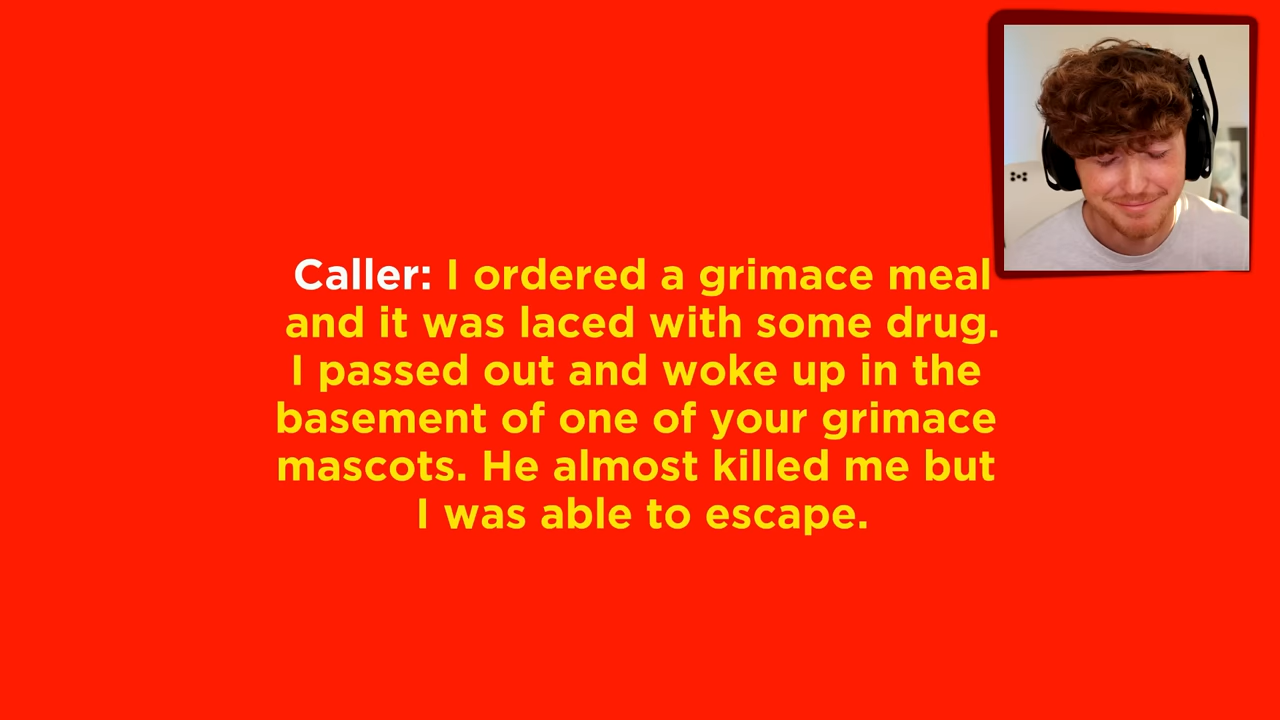 Caller: I ordered a grimace meal
and it was laced with some drug.
I passed out and woke up in the
basement of one of your grimace
mascots. He almost killed me but
I was able to escape.